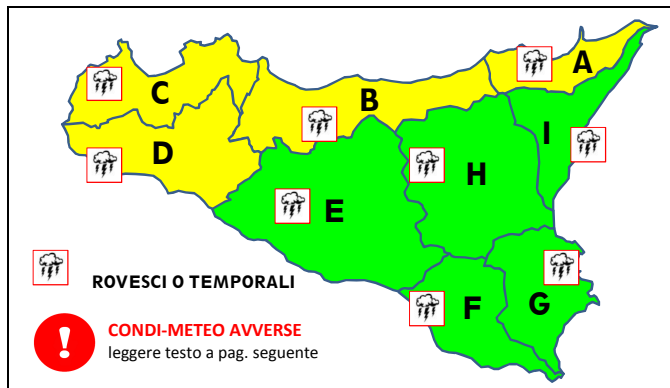 A
C
B
I
D
H
E
ROVESCI O TEMPORALI
F
G
!
CONDI-METEO AVVERSE
leggere testo a pag. seguente